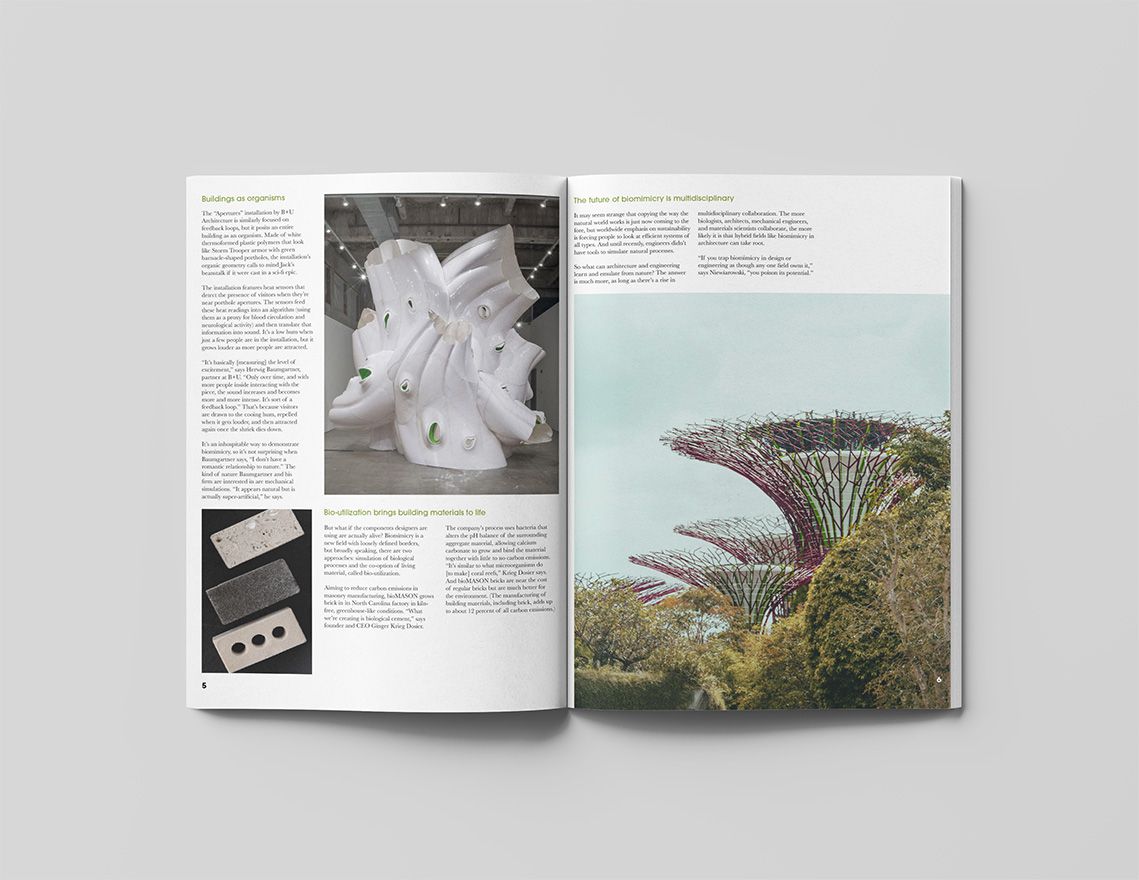 Buildings as organisms
The "Apertures" installation by B+U
Architecture is similarly focused on
feedback loops, but it posits an entire
building as an organism. Made of white
thermoformed plastic polymers that look
like Storm Trooper armor with green
barnacle-shaped portholes, the installation's
organic geometry calls to mind Jack's
beanstalk if it were cast in a sci-fi epic.
The installation features heat sensors that
detect the presence of visitors when they're
near porthole apertures. The sensors feed
these heat readings into an algorithm (using
them as a proxy for blood circulation and
neurological activity) and then translate that
information into sound. It's a low hum when
just a few people are in the installation, but it
grows louder as more people are attracted.
"It's basically [measuring] the level of
excitement," says Herwig Baumgartner,
partner at B+U. "Only over time, and with
more people inside interacting with the
piece, the sound increases and becomes
more and more intense. It's sort of a
feedback loop." That's because visitors
are drawn to the cooing hum, repelled
when it gets louder, and then attracted
again once the shriek dies down.
It's an inhospitable way to demonstrate
biomimicry, so it's not surprising when
Baumgartner says, "I don't have a
romantic relationship to nature." The
kind of nature Baumgartner and his
firm are interested in are mechanical
simulations. "It appears natural but is
actually super-artificial," he says.
Bio-utilization brings building materials to life
But what if the components designers are
using are actually alive? Biomimicry is a
new field with loosely defined borders,
but broadly speaking, there are two
approaches: simulation of biological
processes and the co-option of living
material, called bio-utilization.
Aiming to reduce carbon emissions in
masonry manufacturing, bioMASON grows
brick in its North Carolina factory in kiln-
free, greenhouse-like conditions. "What
we're creating is biological cement," says
founder and CEO Ginger Krieg Dosier.
The company's process uses bacteria that
alters the pH balance of the surrounding
aggregate material, allowing calcium
carbonate to grow and bind the material
together with little to no carbon emissions.
"It's similar to what microorganisms do
[to make] coral reefs," Krieg Dosier says.
And bioMASON bricks are near the cost
of regular bricks but are much better for
the environment. (The manufacturing of
building materials, including brick, adds up
to about 12 percent of all carbon emissions.)
5
The future of biomimicry is multidisciplinary
It may seem strange that copying the way the
natural world works is just now coming to the
fore, but worldwide emphasis on sustainability
is forcing people to look at efficient systems of
all types. And until recently, engineers didn't
have tools to simulate natural processes.
So what can architecture and engineering
learn and emulate from nature? The answer
is much more, as long as there's a rise in
multidisciplinary collaboration. The more
biologists, architects, mechanical engineers,
and materials scientists collaborate, the more
likely it is that hybrid fields like biomimicry in
architecture can take root.
"If you trap biomimicry in design or
engineering as though any one field owns it,"
says Niewiarowski, "you poison its potential."
6